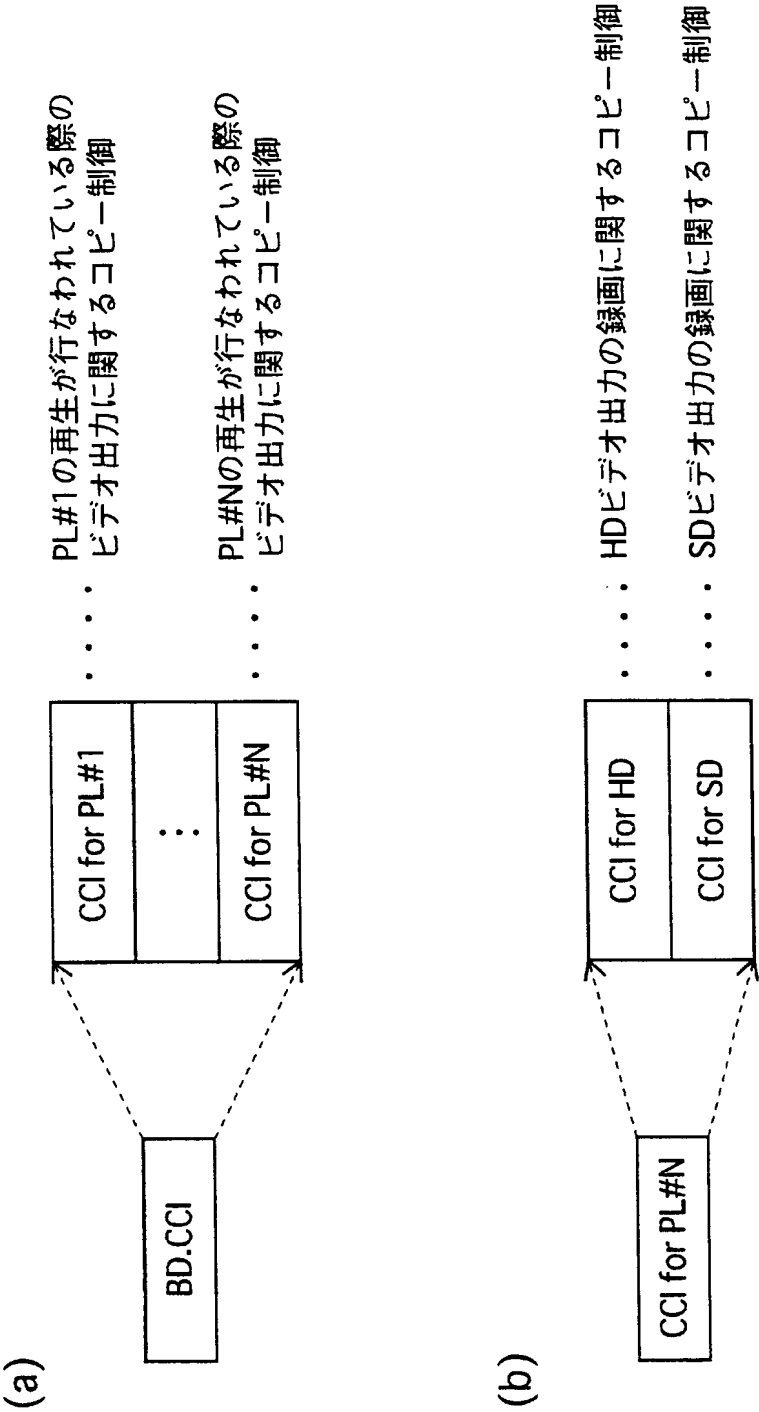 (a)
BD.CCI
CCI for PL#1
⋮
CCI for PL#N
・・・・ PL#1の再生が行なわれている際の
ビデオ出力に関するコピー制御
・・・・ PL#Nの再生が行なわれている際の
ビデオ出力に関するコピー制御
(b)
CCI for PL#N
CCI for HD
CCI for SD
・・・・ HDビデオ出力の録画に関するコピー制御
・・・・ SDビデオ出力の録画に関するコピー制御